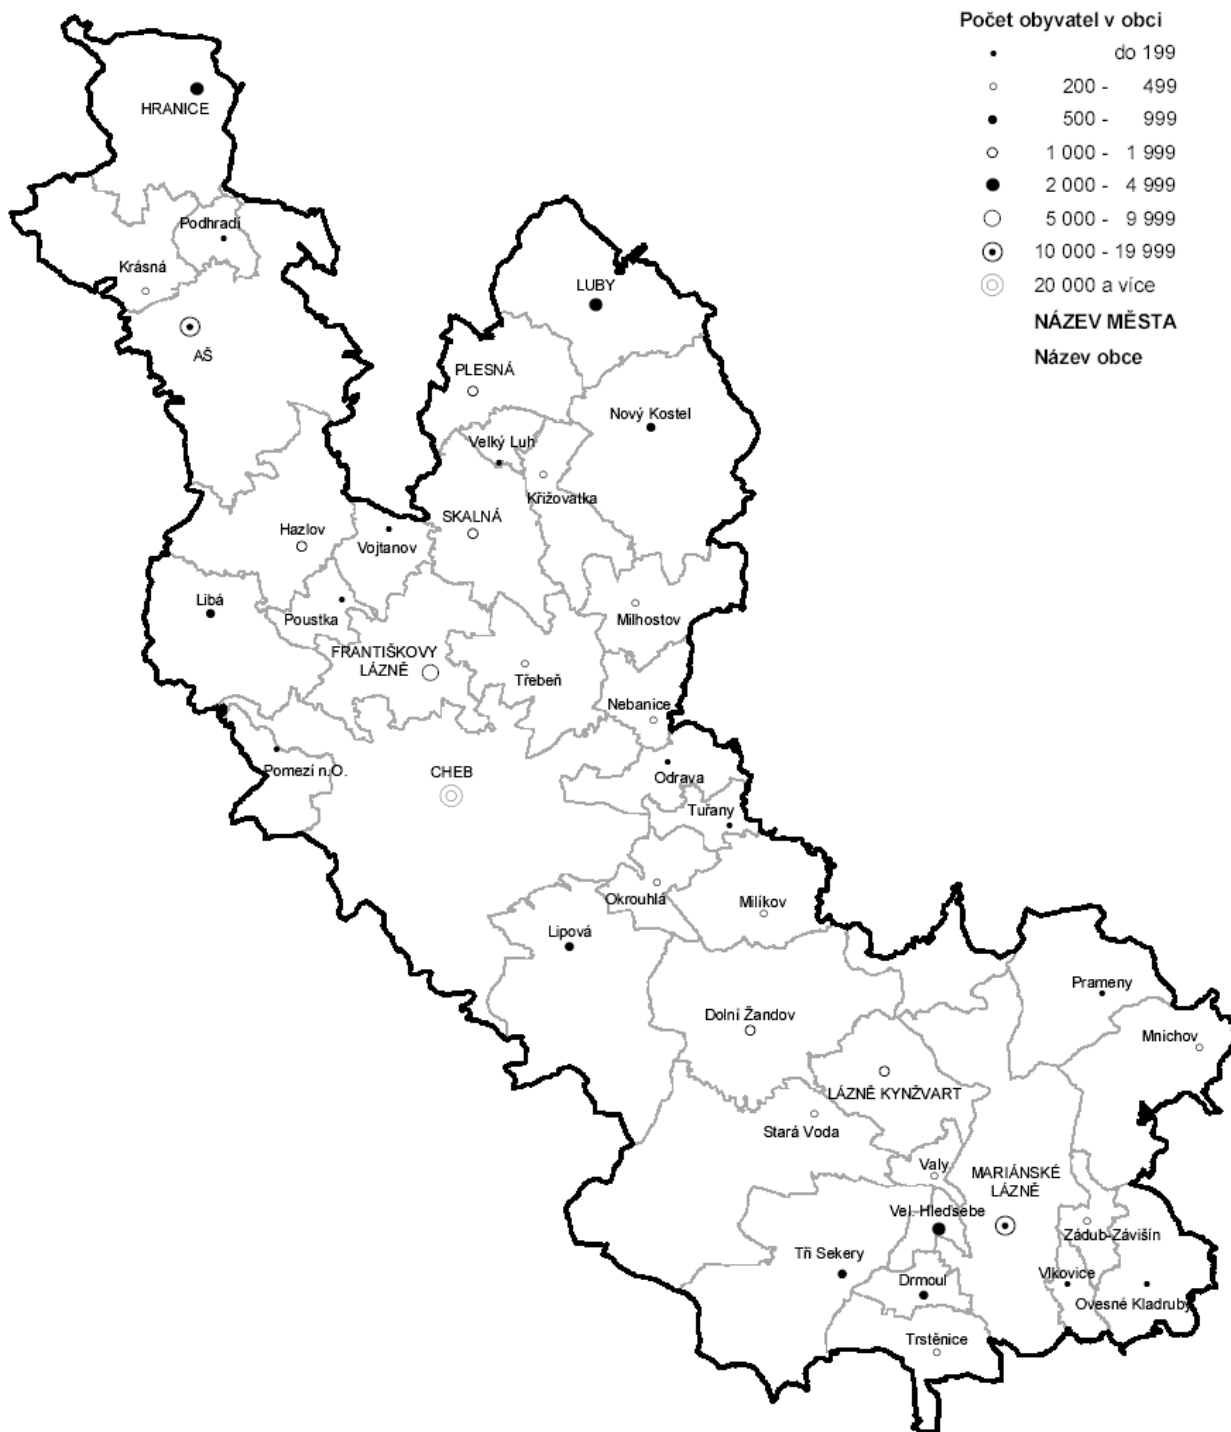 Počet obyvatel v obci
do 199
200 - 499
500 - 999
1 000 - 1 999
2 000 - 4 999
5 000 - 9 999
10 000 - 19 999
20 000 a více
NÁZEV MĚSTA
Název obce
HRANICE
Podhradí
Krásná
AŠ
LUBY
PLESNÁ
Nový Kostel
Velký Luh
Křižovatka
SKALNÁ
Hazlov
Vojtanov
Libá
Poustka
Milhostov
FRANTIŠKOVY
LÁZNĚ
Třebeň
Nebanice
Pomezí n.O.
CHEB
Odrava
Tuřany
Okrouhlá
Milíkov
Lipová
Prameny
Dolní Žandov
Mnichov
LÁZNĚ KYNŽVART
Stará Voda
Valy
MARIÁNSKÉ
LÁZNĚ
Vel. Hleďsebe
Zádub-Závišín
Tři Sekery
Drmoul
Vlkovice
Ovesné Kladruby
Trstěnice